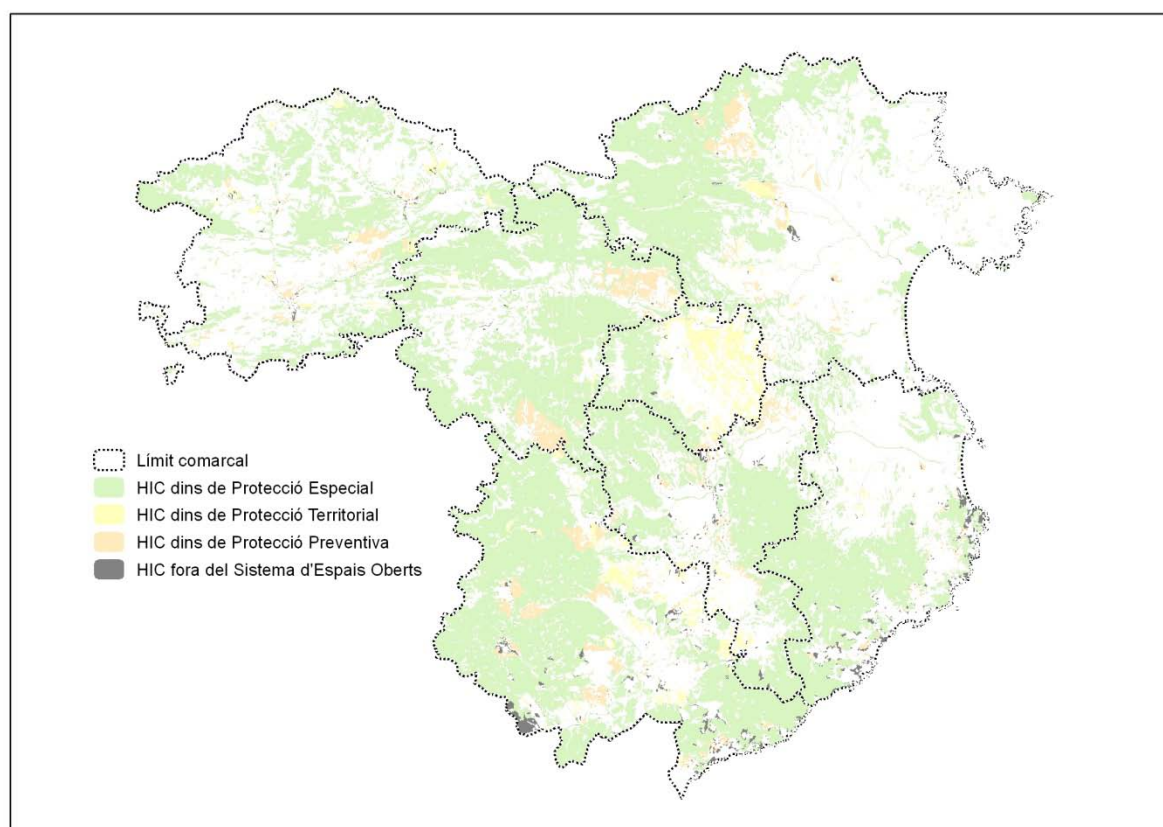 Límit comarcal
HIC dins de Protecció Especial
HIC dins de Protecció Territorial
HIC dins de Protecció Preventiva
HIC fora del Sistema d'Espais Oberts